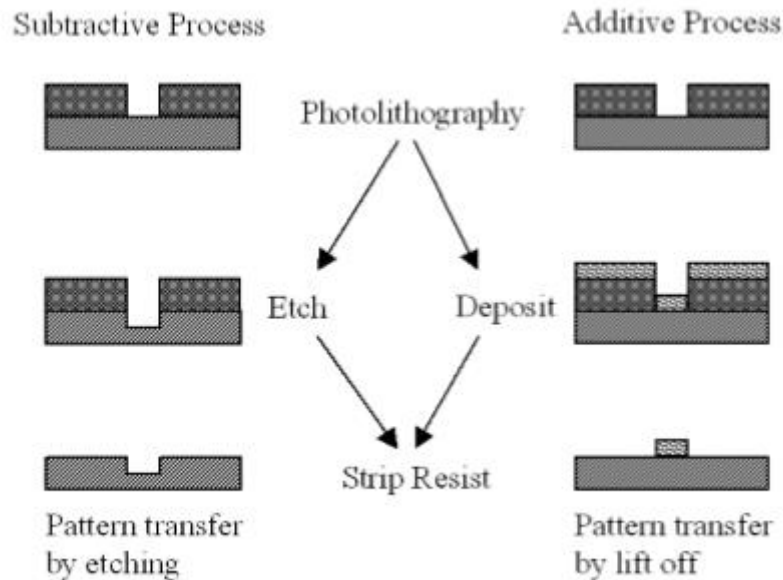 Subtractive Process
Additive Process
Photolithography
Etch
Deposit
Strip Resist
Pattern transfer
by etching
Pattern transfer
by lift off